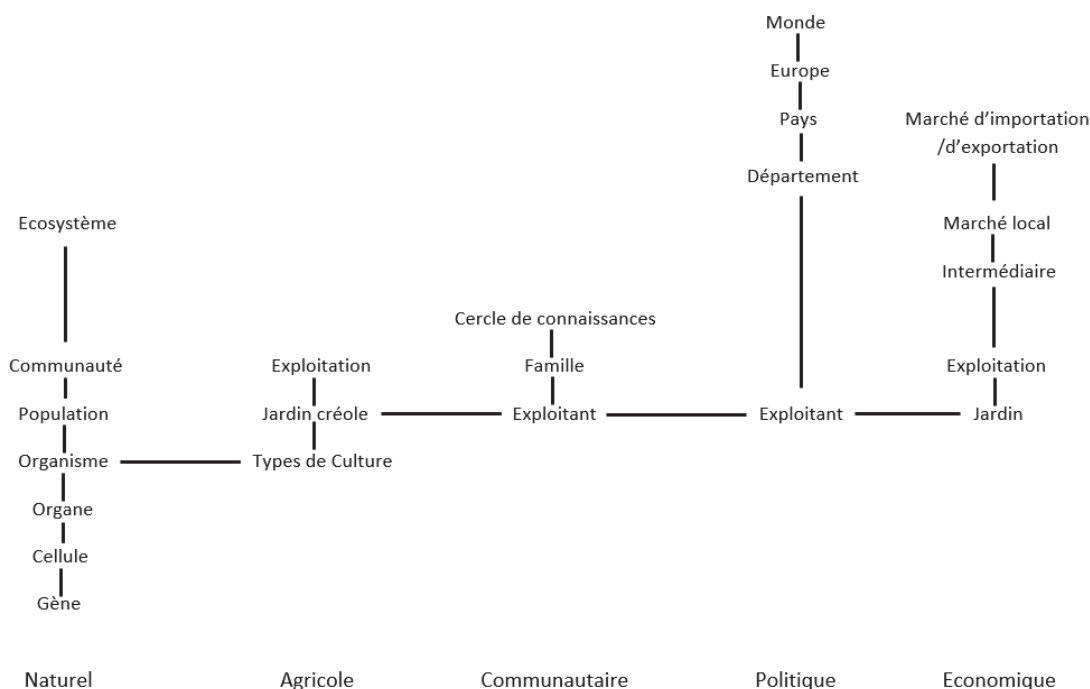 Monde
Europe
Pays
Marché d’importation
/d’exportation
Département
Ecosystème
Marché local
Intermédiaire
Cercle de connaissances
Communauté
Exploitation
Famille
Exploitation
Population
Jardin créole
Exploitant
Exploitant
Jardin
Organisme
Types de Culture
Organe
Cellule
Gène
Naturel
Agricole
Communautaire
Politique
Economique